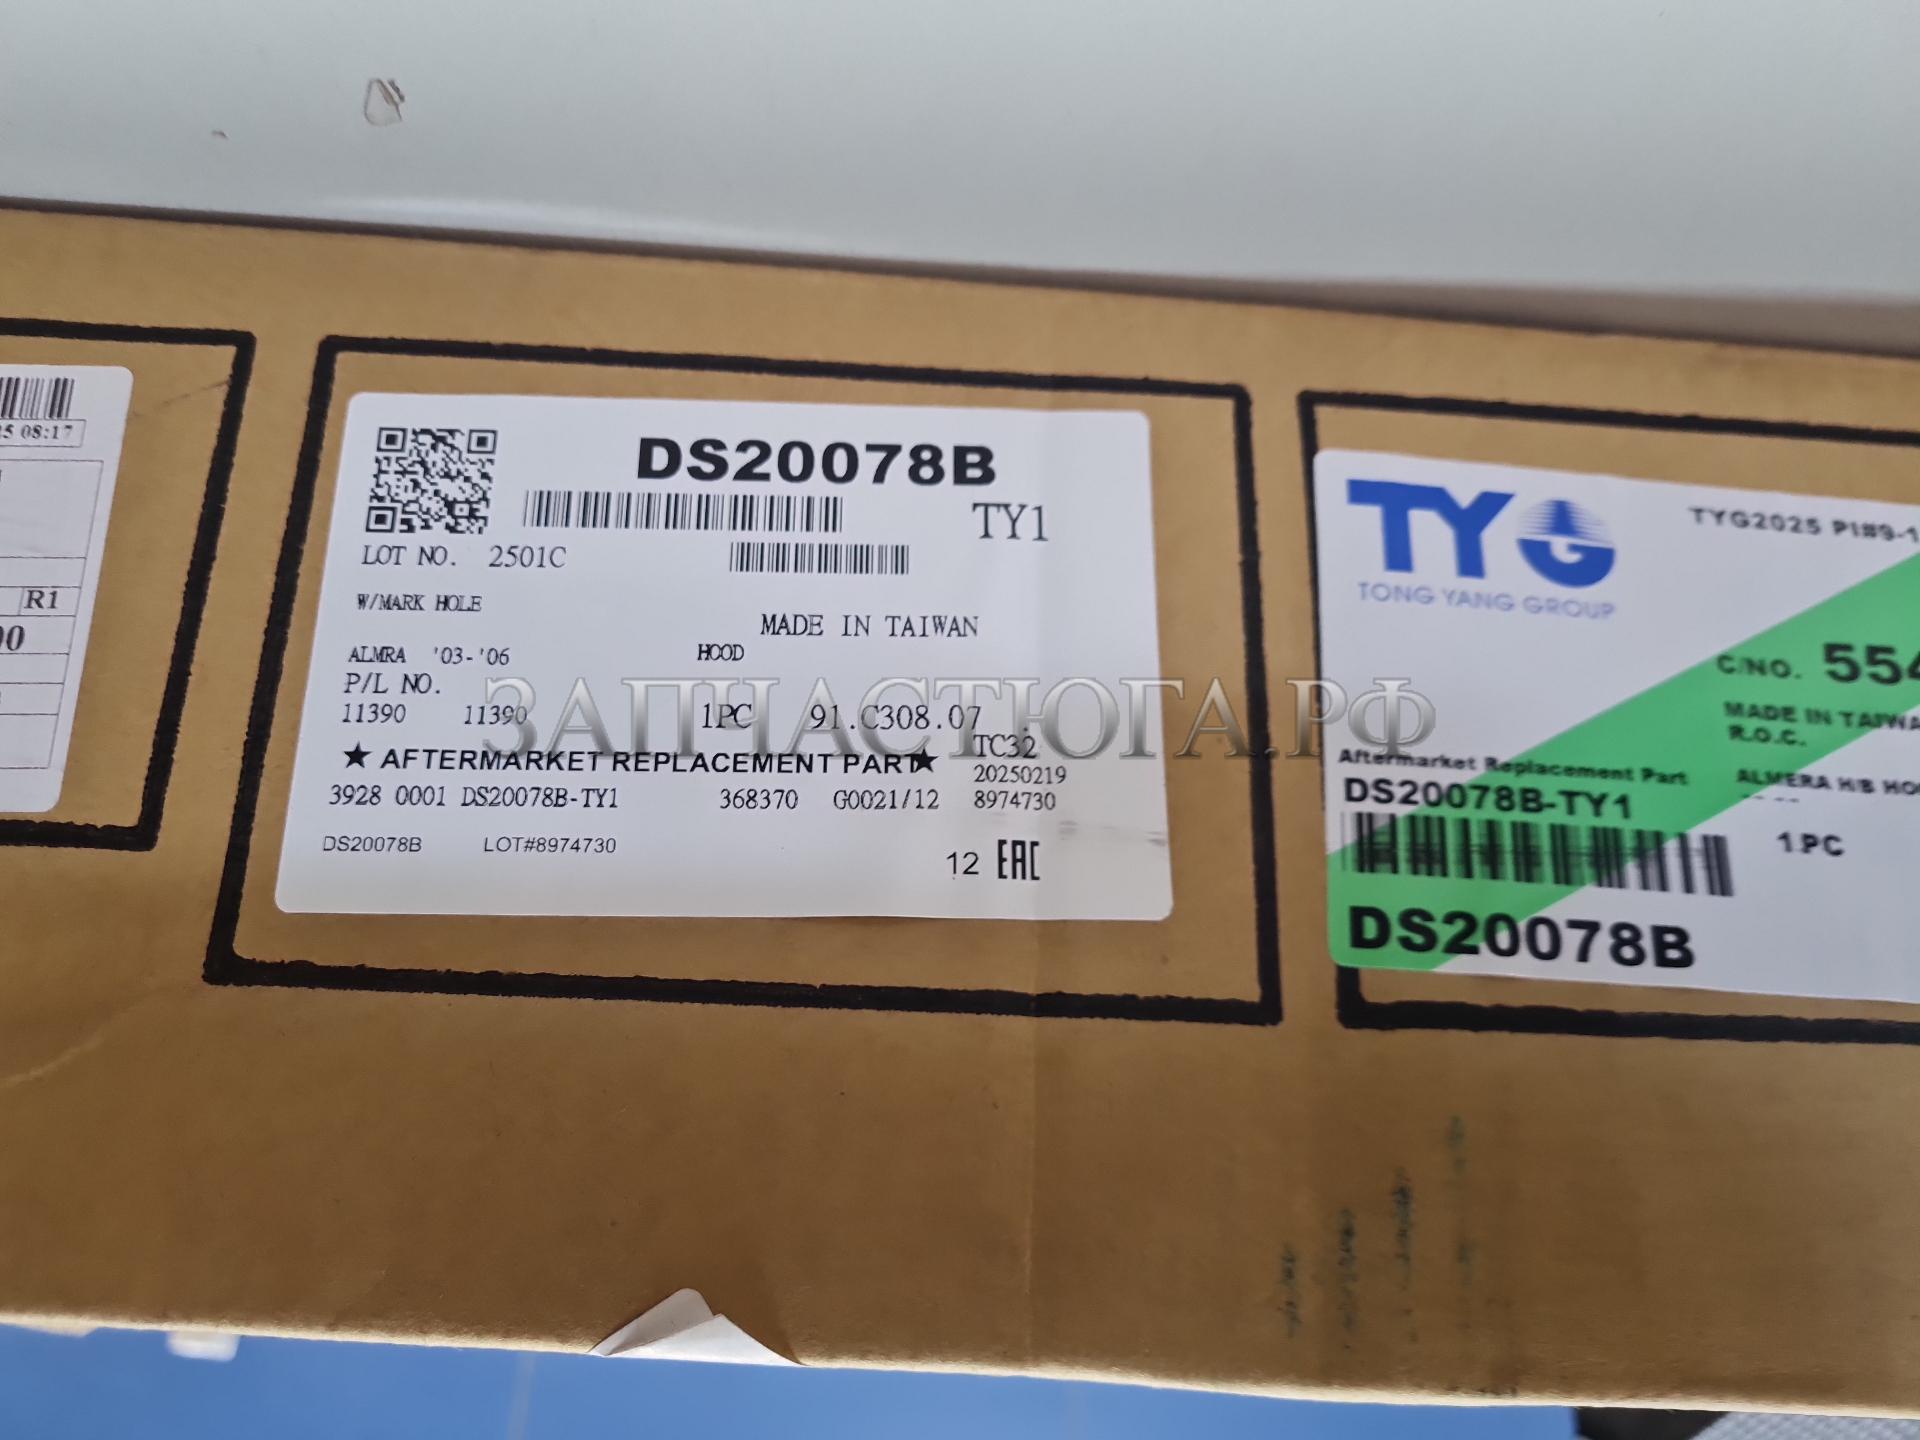 5 08:17
R1
00
DS20078B
TY1
LOT NO. 2501C
W/MARK HOLE
MADE IN TAIWAN
ALMRA '03-'06 HOOD
P/L NO.
11390 11390 1PC 91.C308.07
TC32
★ AFTERMARKET REPLACEMENT PART★
20250219
3928 0001 DS20078B-TY1 368370 G0021/12 8974730
DS20078B LOT#8974730
12 EAC
ЗАПЧАСТЮГА.РФ
TYG
TONG YANG GROUP
TYG2025 PI#9-1
C/NO. 554
MADE IN TAIWA
R.O.C.
Aftermarket Replacement Part
ALMERA H/B HO
DS20078B-TY1
1PC
DS20078B